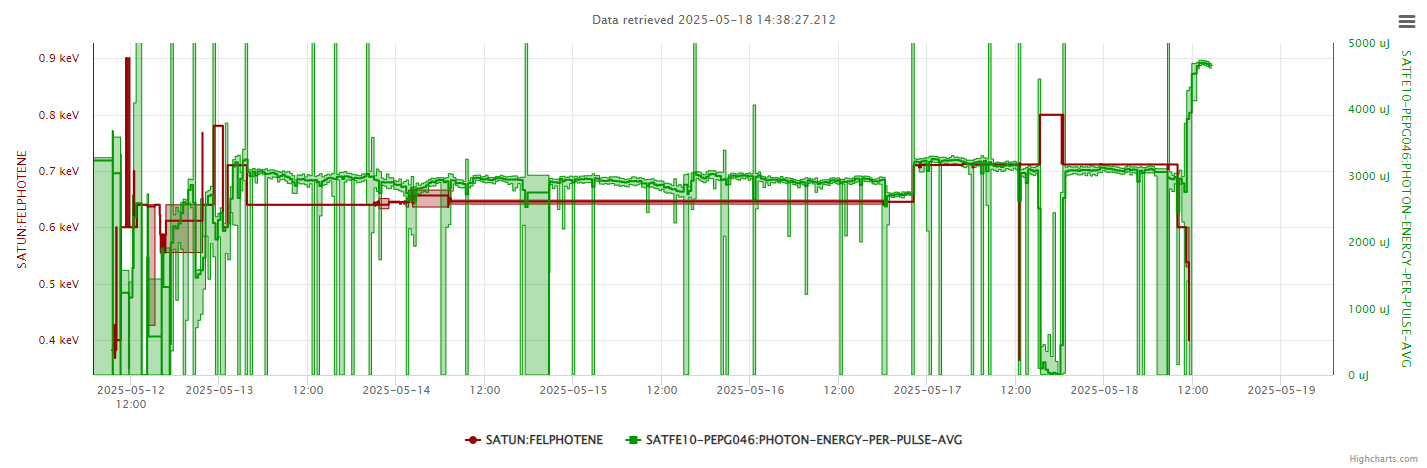 Data retrieved 2025-05-18 14:38:27.212
0.9 keV
0.8 keV
0.7 keV
0.6 keV
0.5 keV
0.4 keV
SATUN:FELPHOTENE
5000 uJ
4000 uJ
3000 uJ
2000 uJ
1000 uJ
0 uJ
SATFE10-PEPG046:PHOTON-ENERGY-PER-PULSE-AVG
2025-05-12 2025-05-13 12:00 2025-05-14 12:00 2025-05-15 12:00 2025-05-16 12:00 2025-05-17 12:00 2025-05-18 12:00 2025-05-19
12:00
SATUN:FELPHOTENE SATFE10-PEPG046:PHOTON-ENERGY-PER-PULSE-AVG
Highcharts.com